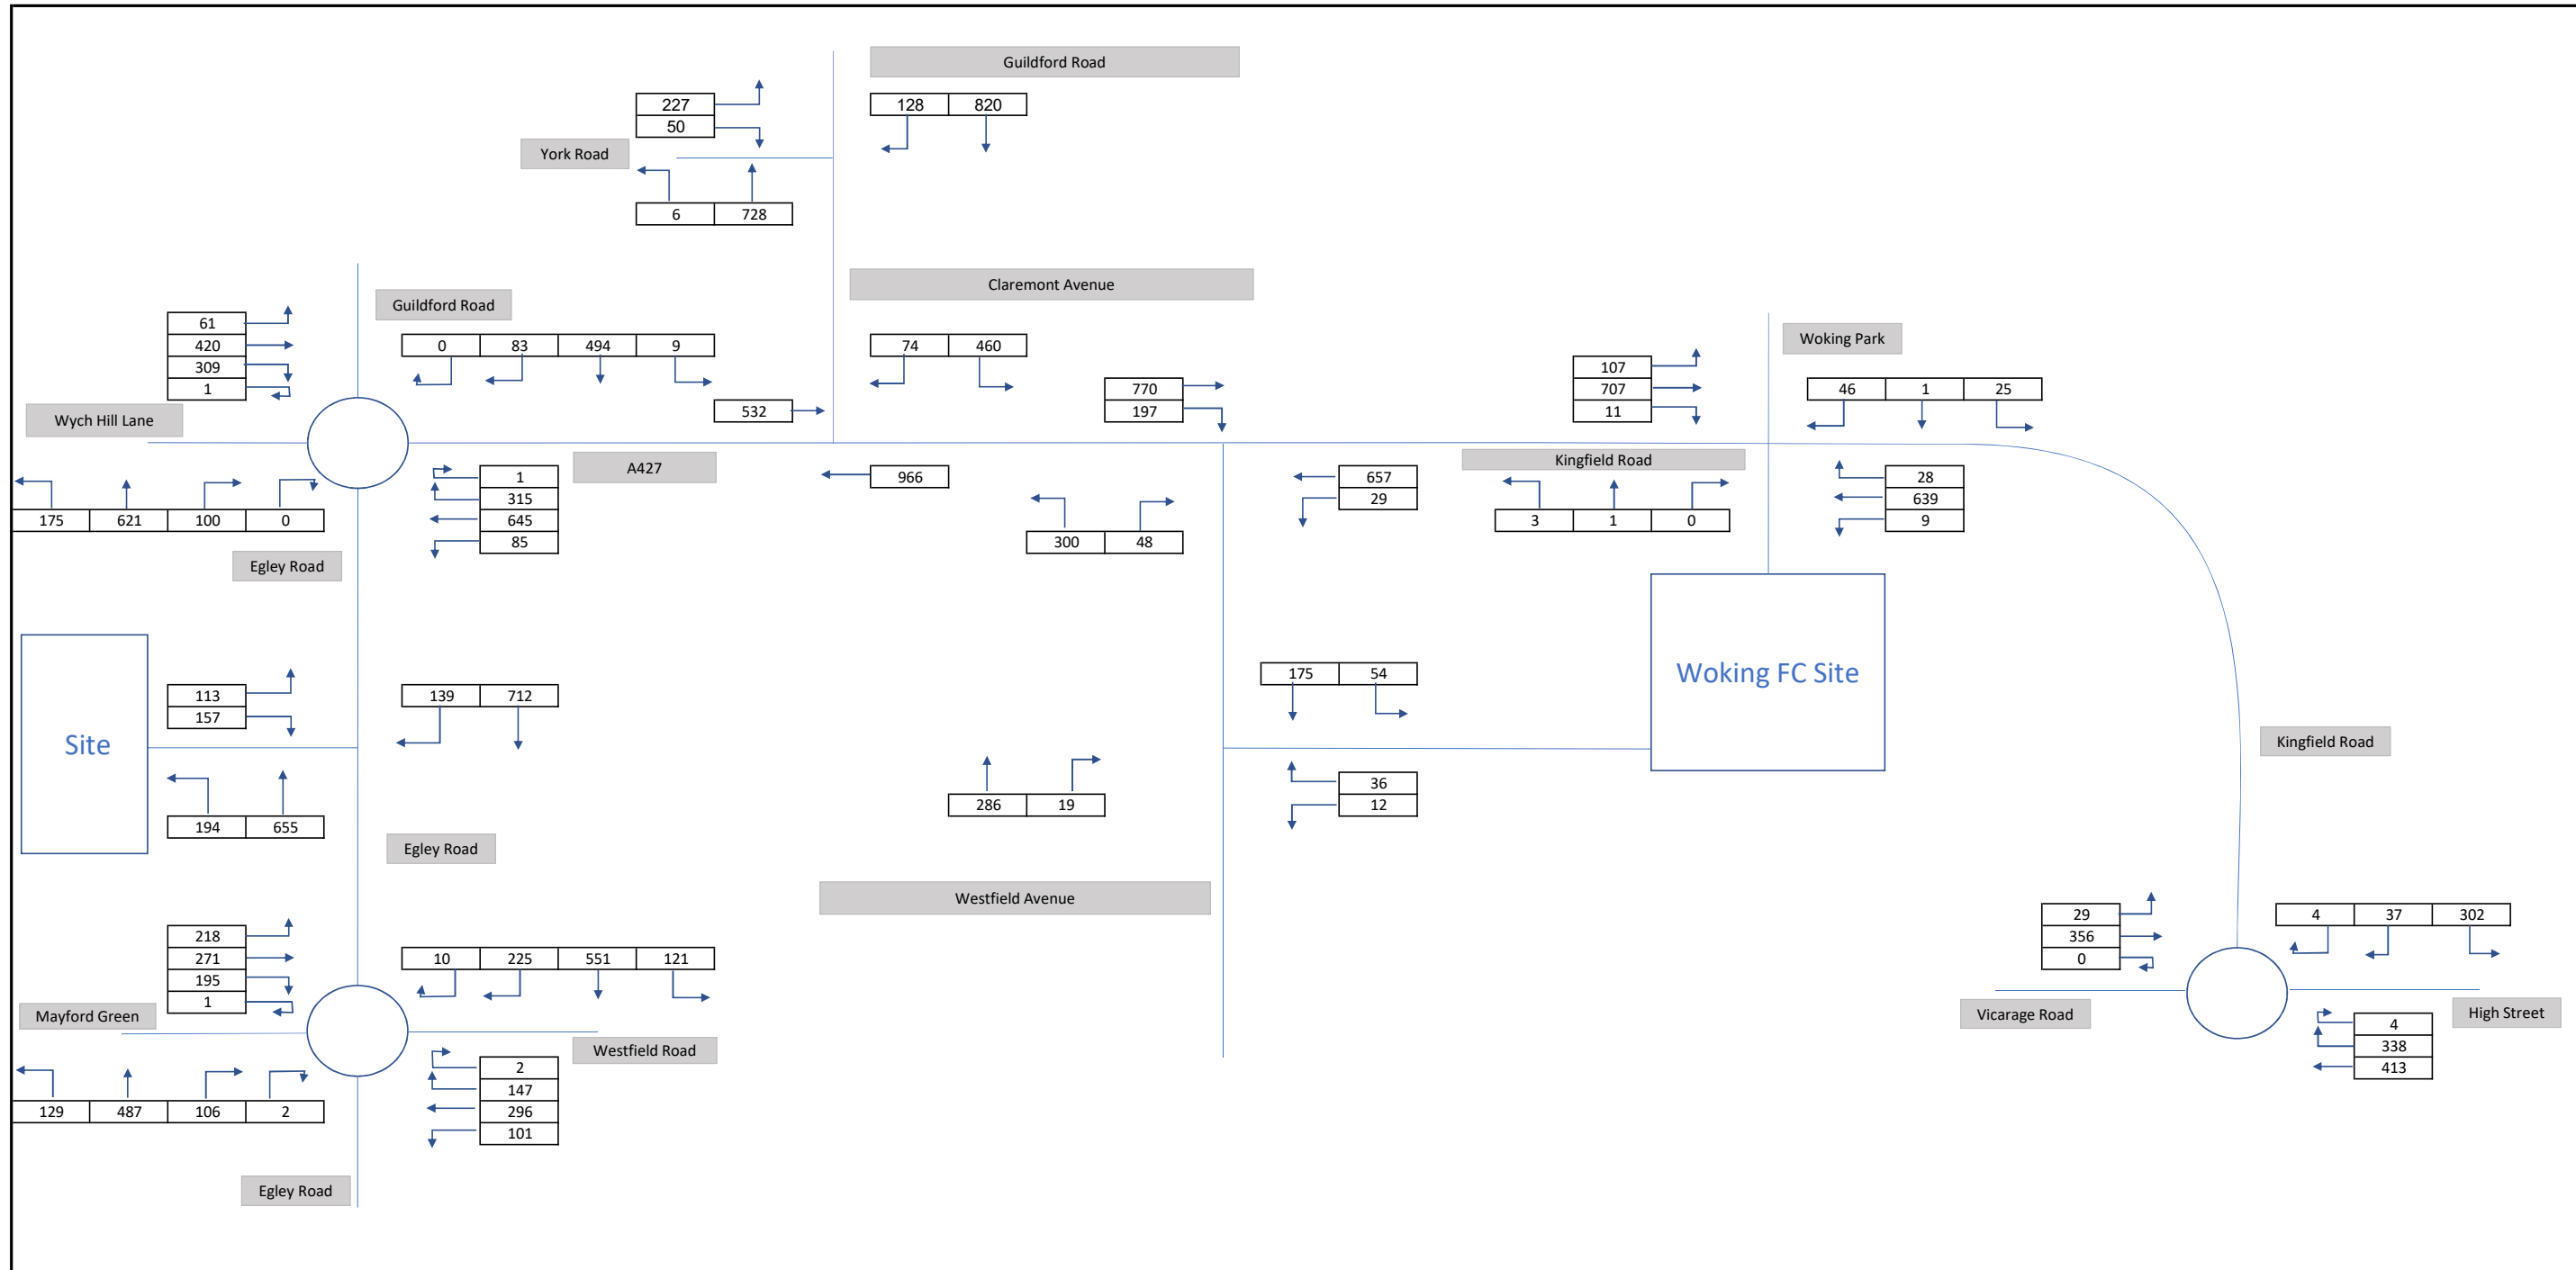 Guildford Road
227
128 820
50
York Road
6 728
Claremont Avenue
Guildford Road
61
420
309
1
0 83 494 9
74 460
Woking Park
107
707
11
770
197
46 1 25
532
Wych Hill Lane
A427
Kingfield Road
1
315
645
85
966
657
29
28
639
9
175 621 100 0
300 48
3 1 0
Egley Road
Site
113
157
139 712
175 54
Woking FC Site
Kingfield Road
36
12
286 19
194 655
Egley Road
Westfield Avenue
218
271
195
1
10 225 551 121
29
356
0
4 37 302
Mayford Green
Vicarage Road
High Street
Westfield Road
4
338
413
2
147
296
101
129 487 106 2
Egley Road